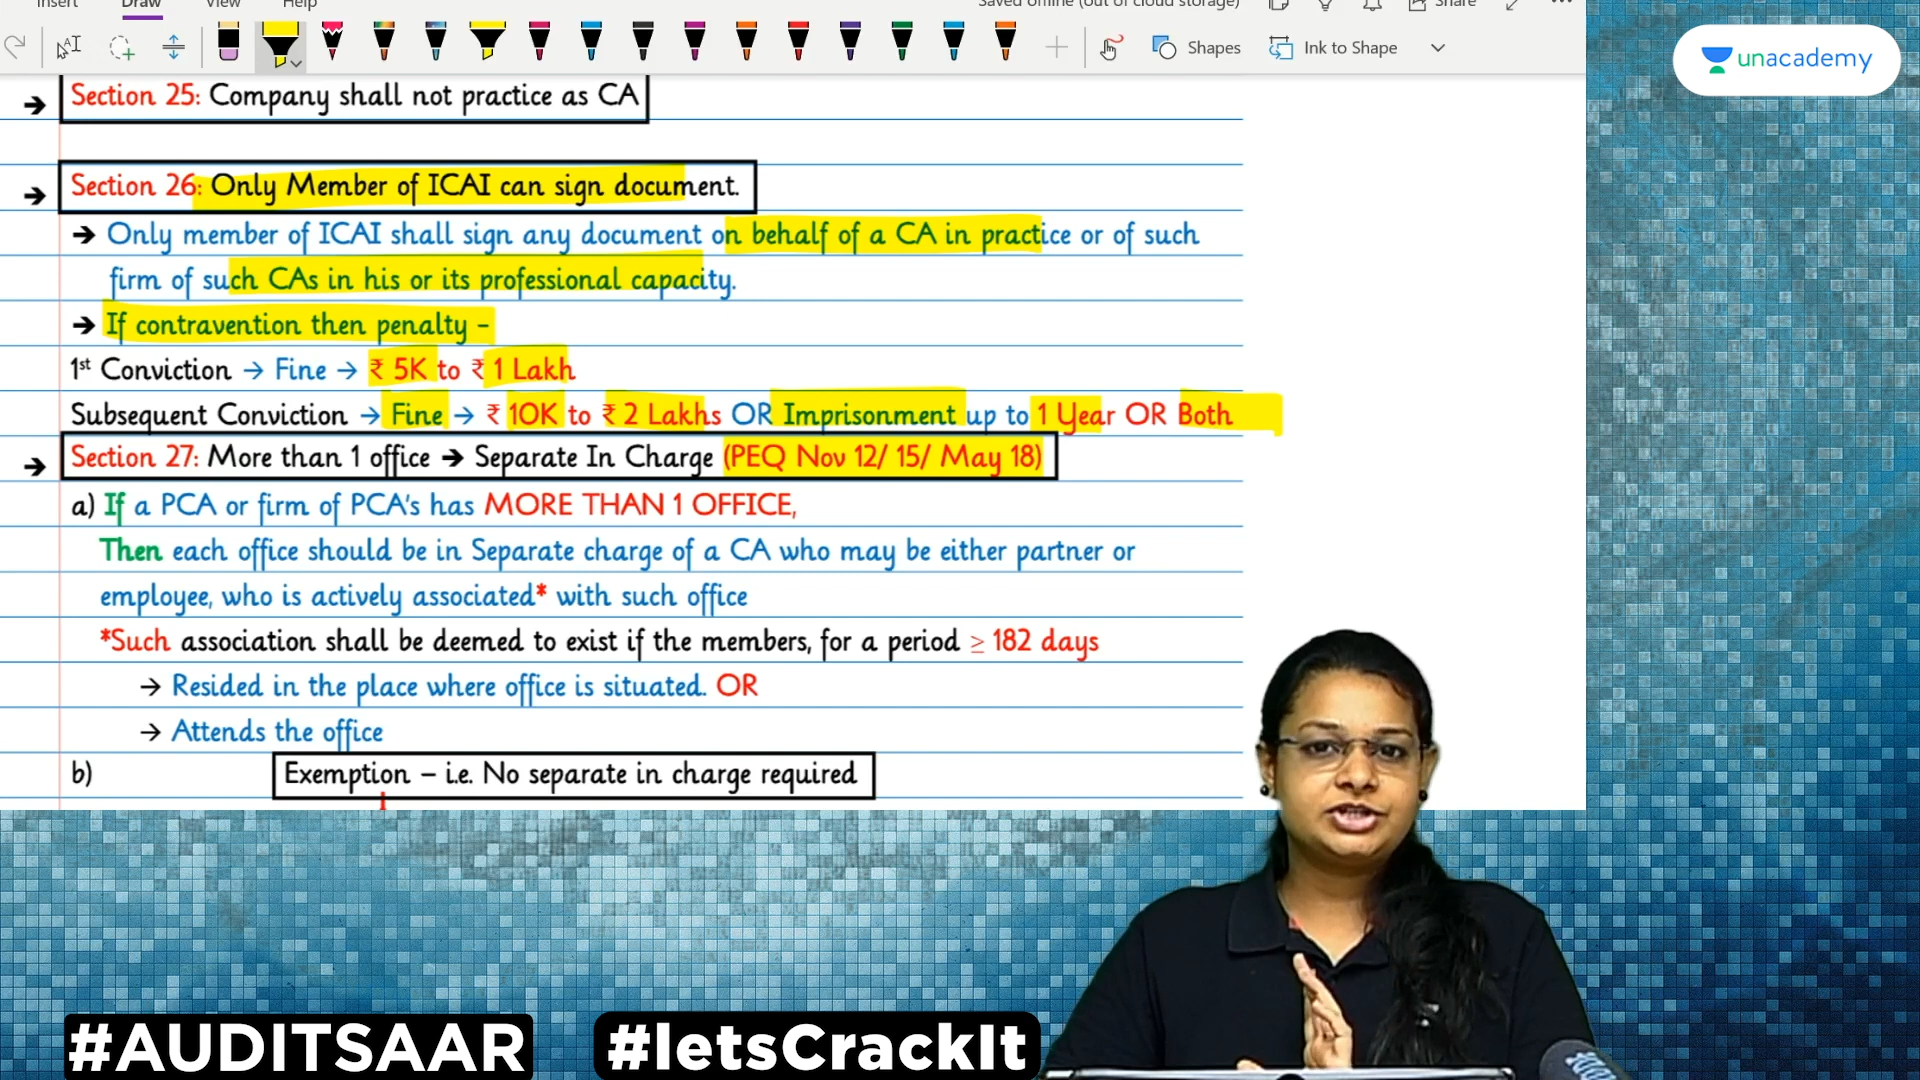 Insert Draw View Help Saved offline (out of cloud storage) Share
Shapes Ink to Shape
unacademy
Section 25: Company shall not practice as CA
Section 26: Only Member of ICAI can sign document.
→ Only member of ICAI shall sign any document on behalf of a CA in practice or of such
firm of such CAs in his or its professional capacity.
→ If contravention then penalty -
1st Conviction → Fine → ₹ 5K to ₹ 1 Lakh
Subsequent Conviction → Fine → ₹ 10K to ₹ 2 Lakhs OR Imprisonment up to 1 Year OR Both
Section 27: More than 1 office → Separate In Charge (PEQ Nov 12/ 15/ May 18)
a) If a PCA or firm of PCA's has MORE THAN 1 OFFICE,
Then each office should be in Separate charge of a CA who may be either partner or
employee, who is actively associated* with such office
*Such association shall be deemed to exist if the members, for a period ≥ 182 days
→ Resided in the place where office is situated. OR
→ Attends the office
b) Exemption – i.e. No separate in charge required
#AUDITSAAR #letsCrackIt